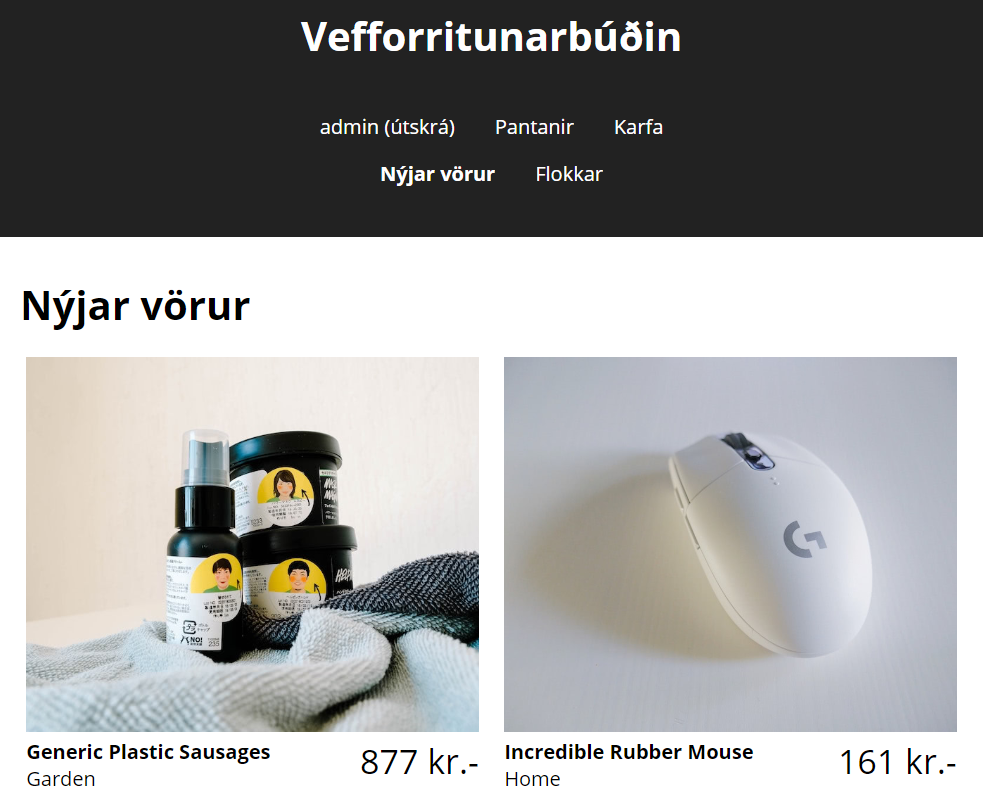 Vefforritunarbúðin
admin (útskrá) Pantanir Karfa
Nýjar vörur Flokkar
Nýjar vörur
NO!
G
Generic Plastic Sausages 877 kr.-
Garden
Incredible Rubber Mouse 161 kr.-
Home